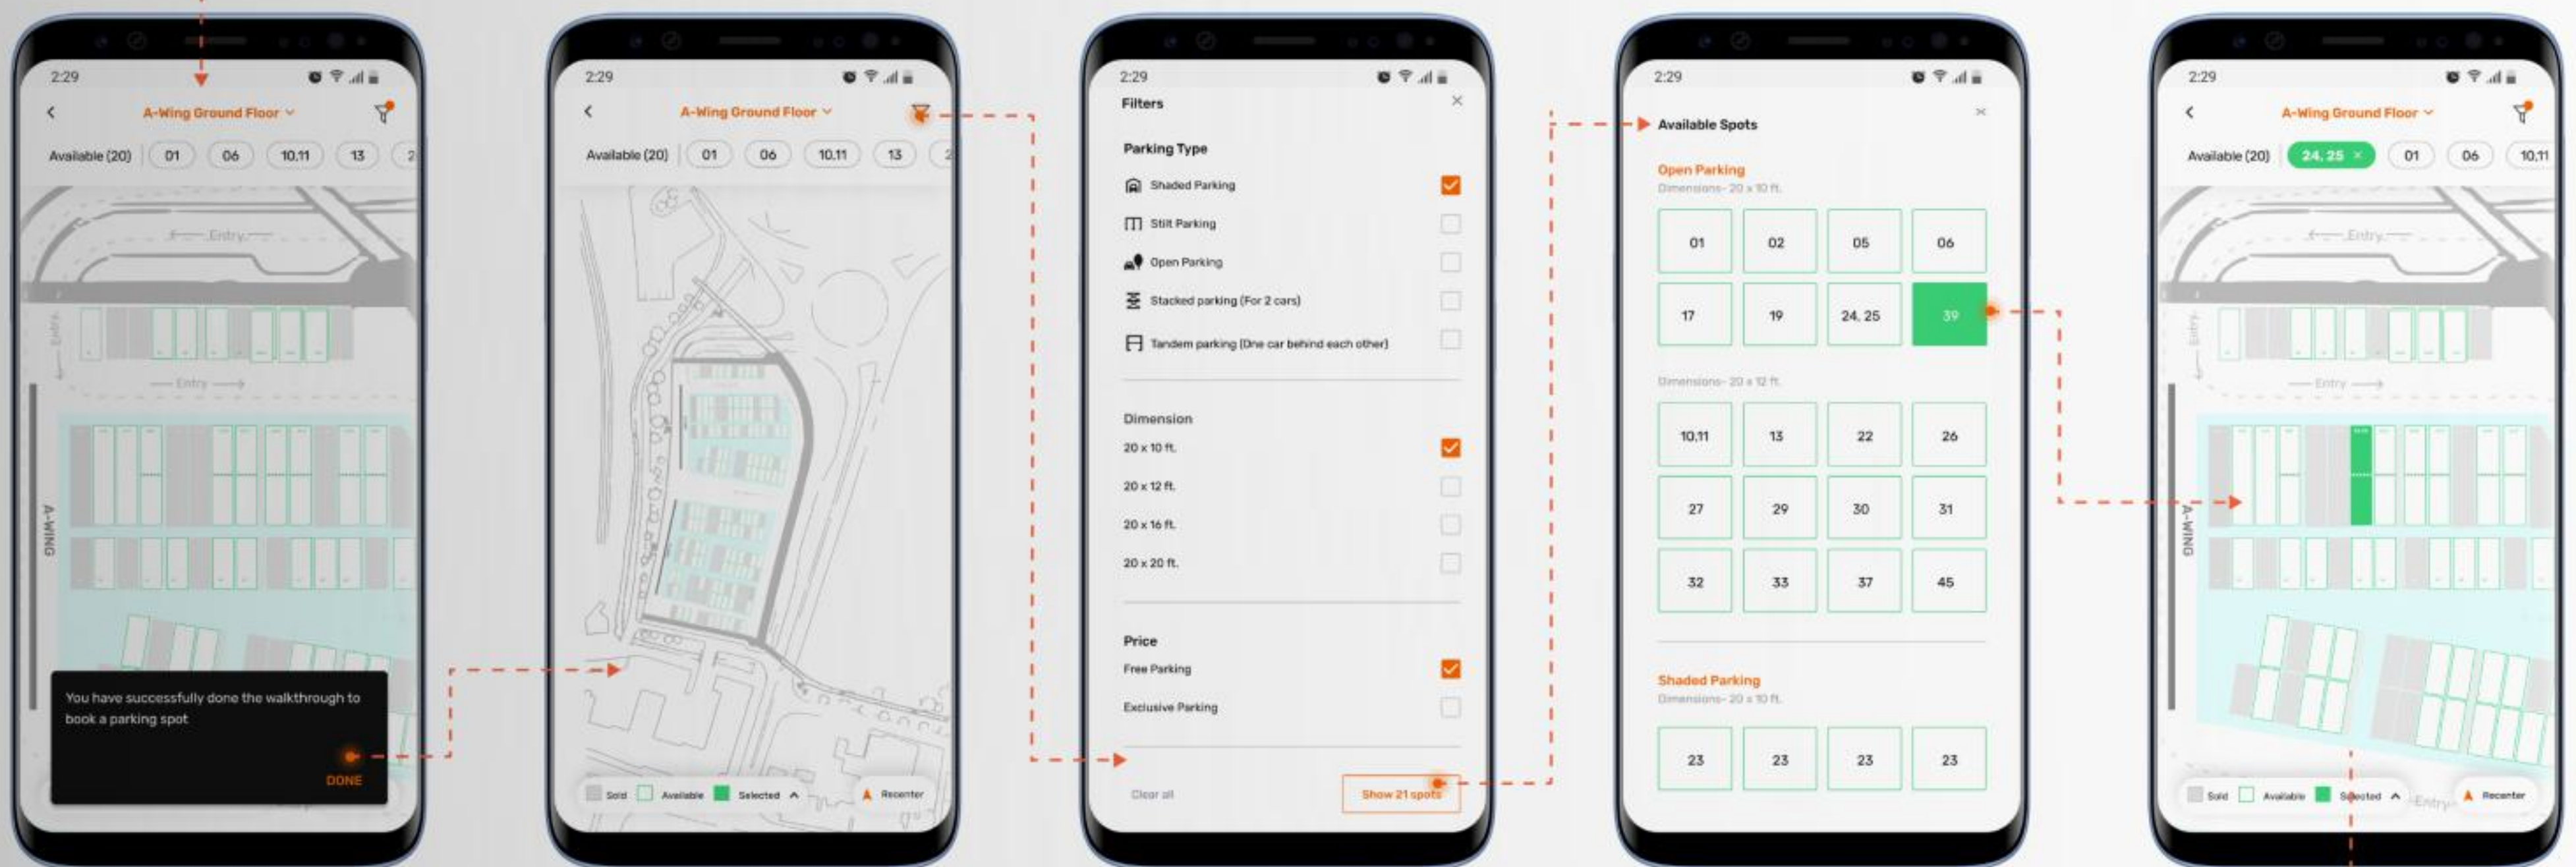 2:29
A-Wing Ground Floor
Available (20) 01 06 10,11 13
Entry
Entry
Entry
A-WING
You have successfully done the walkthrough to
book a parking spot
DONE
2:29
A-Wing Ground Floor
Available (20) 01 06 10,11 13
Sold Available Selected Recenter
2:29
Filters
Parking Type
Shaded Parking
Stilt Parking
Open Parking
Stacked parking (For 2 cars)
Tandem parking (One car behind each other)
Dimension
20 x 10 ft.
20 x 12 ft.
20 x 16 ft.
20 x 20 ft.
Price
Free Parking
Exclusive Parking
Clear all Show 21 spots
2:29
Available Spots
Open Parking
Dimensions- 20 x 10 ft.
01 02 05 06
17 19 24, 25 39
Dimensions- 20 x 12 ft.
10,11 13 22 26
27 29 30 31
32 33 37 45
Shaded Parking
Dimensions- 20 x 10 ft.
23 23 23 23
2:29
A-Wing Ground Floor
Available (20) 24, 25 × 01 06 10,11
Entry
Entry
Entry
A-WING
Sold Available Selected Entry Recenter